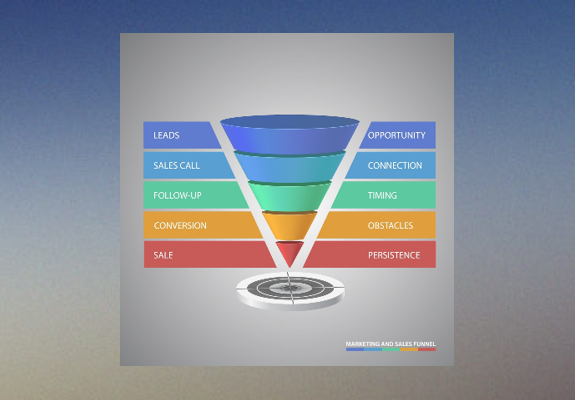 LEADS OPPORTUNITY
SALES CALL CONNECTION
FOLLOW-UP TIMING
CONVERSION OBSTACLES
SALE PERSISTENCE
MARKETING AND SALES FUNNEL